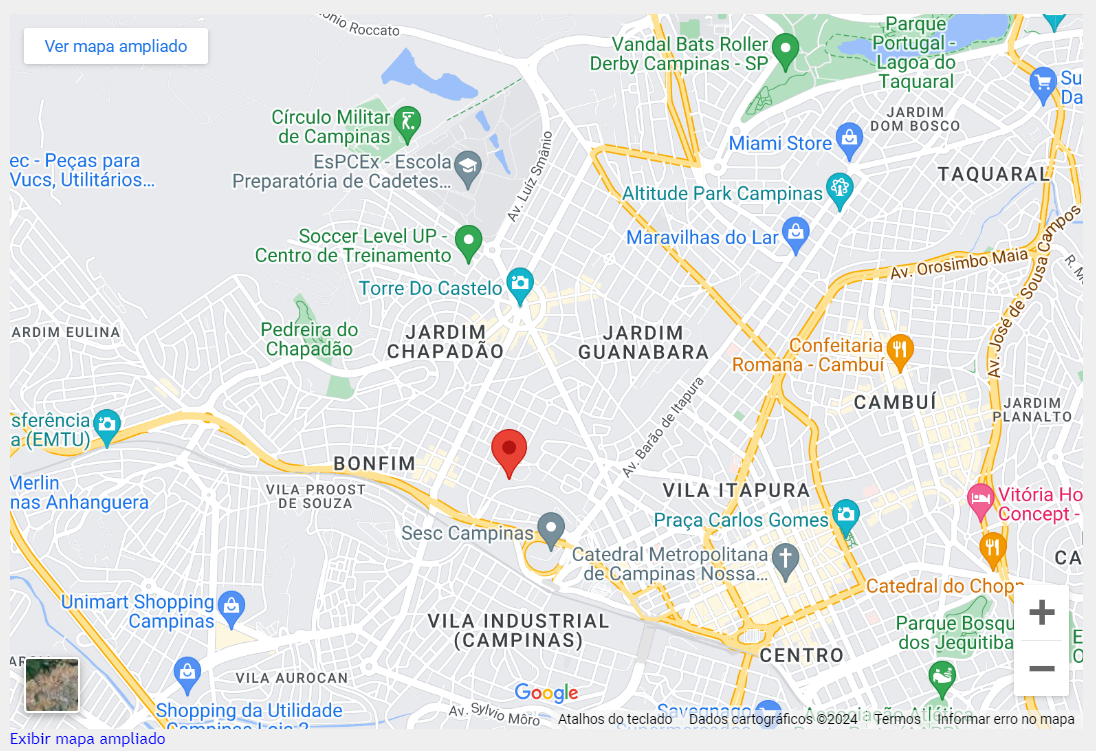 Ver mapa ampliado
onio Roccato
Vandal Bats Roller
Derby Campinas - SP
Parque
Portugal -
Lagoa do
Taquaral
Su
Da
Círculo Militar
de Campinas
JARDIM
DOM BOSCO
Miami Store
ec - Peças para
Vucs, Utilitários...
EsPCEx - Escola
Preparatória de Cadetes...
Av. Luíz Smânio
TAQUARAL
Altitude Park Campinas
Soccer Level UP -
Centro de Treinamento
Maravilhas do Lar
Av. Orosimbo Maia
Av. José de Sousa Campos
R. M
Torre Do Castelo
ARDIM EULINA
Pedreira do
Chapadão
JARDIM
CHAPADÃO
JARDIM
GUANABARA
Confeitaria
Romana - Cambuí
CAMBUÍ
JARDIM
PLANALTO
sferência
a (EMTU)
Av. Barão de Itapura
BONFIM
Merlin
nas Anhanguera
VILA PROOST
DE SOUZA
VILA ITAPURA
Vitória Ho
Concept -
Praça Carlos Gomes
Sesc Campinas
Catedral Metropolitana
de Campinas Nossa...
CA
Catedral do Chopp
Unimart Shopping
Campinas
VILA INDUSTRIAL
(CAMPINAS)
Parque Bosqu
dos Jequitiba
E
O
CENTRO
ARD
VILA AUROCAN
Shopping da Utilidade
Campinas Loja 2
Av. Sylvio Môro
Google
Savegnago
Supermercados
Associação Atlética
Atalhos do teclado
Dados cartográficos ©2024
Termos
Informar erro no mapa
Exibir mapa ampliado